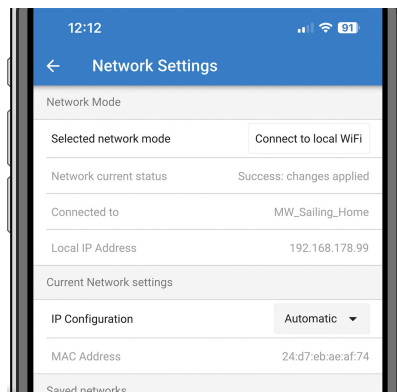 12:12
91
Network Settings
Network Mode
Selected network mode Connect to local WiFi
Network current status Success: changes applied
Connected to MW_Sailing_Home
Local IP Address 192.168.178.99
Current Network settings
IP Configuration Automatic
MAC Address 24:d7:eb:ae:af:74
Saved networks